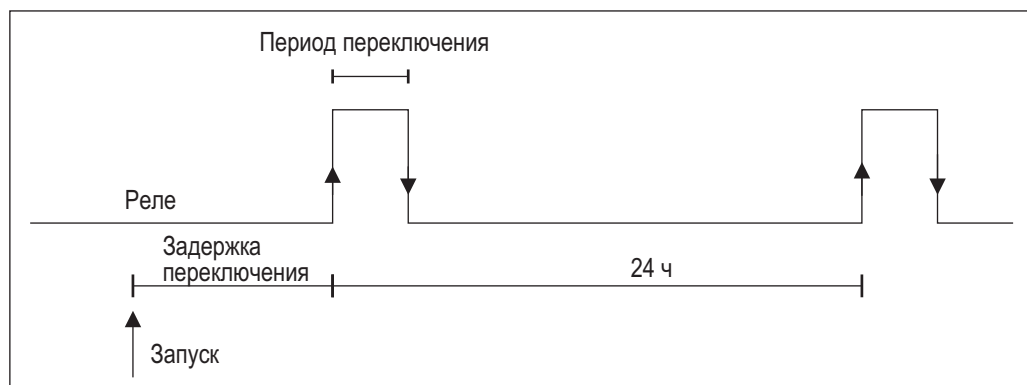 Период переключения
Реле
Задержка
переключения
24 ч
Запуск